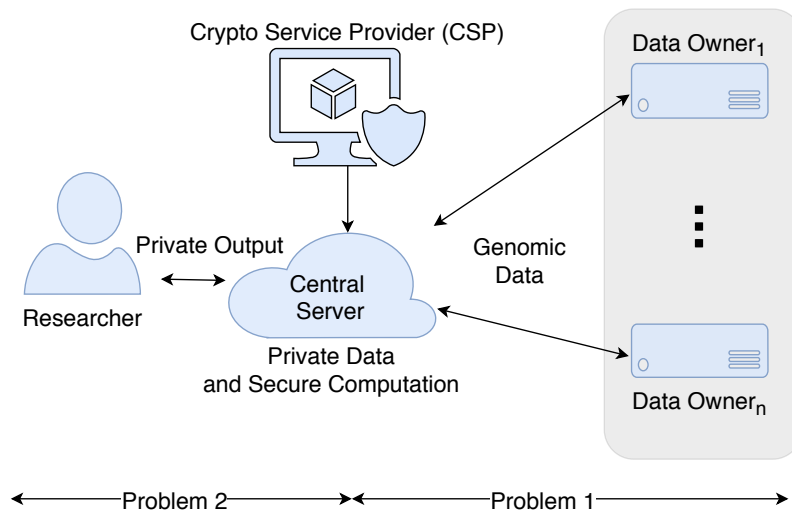 Crypto Service Provider (CSP)
Data Owner1
Private Output
Genomic
Data
Central
Server
Researcher
Private Data
and Secure Computation
Data Ownern
Problem 2
Problem 1